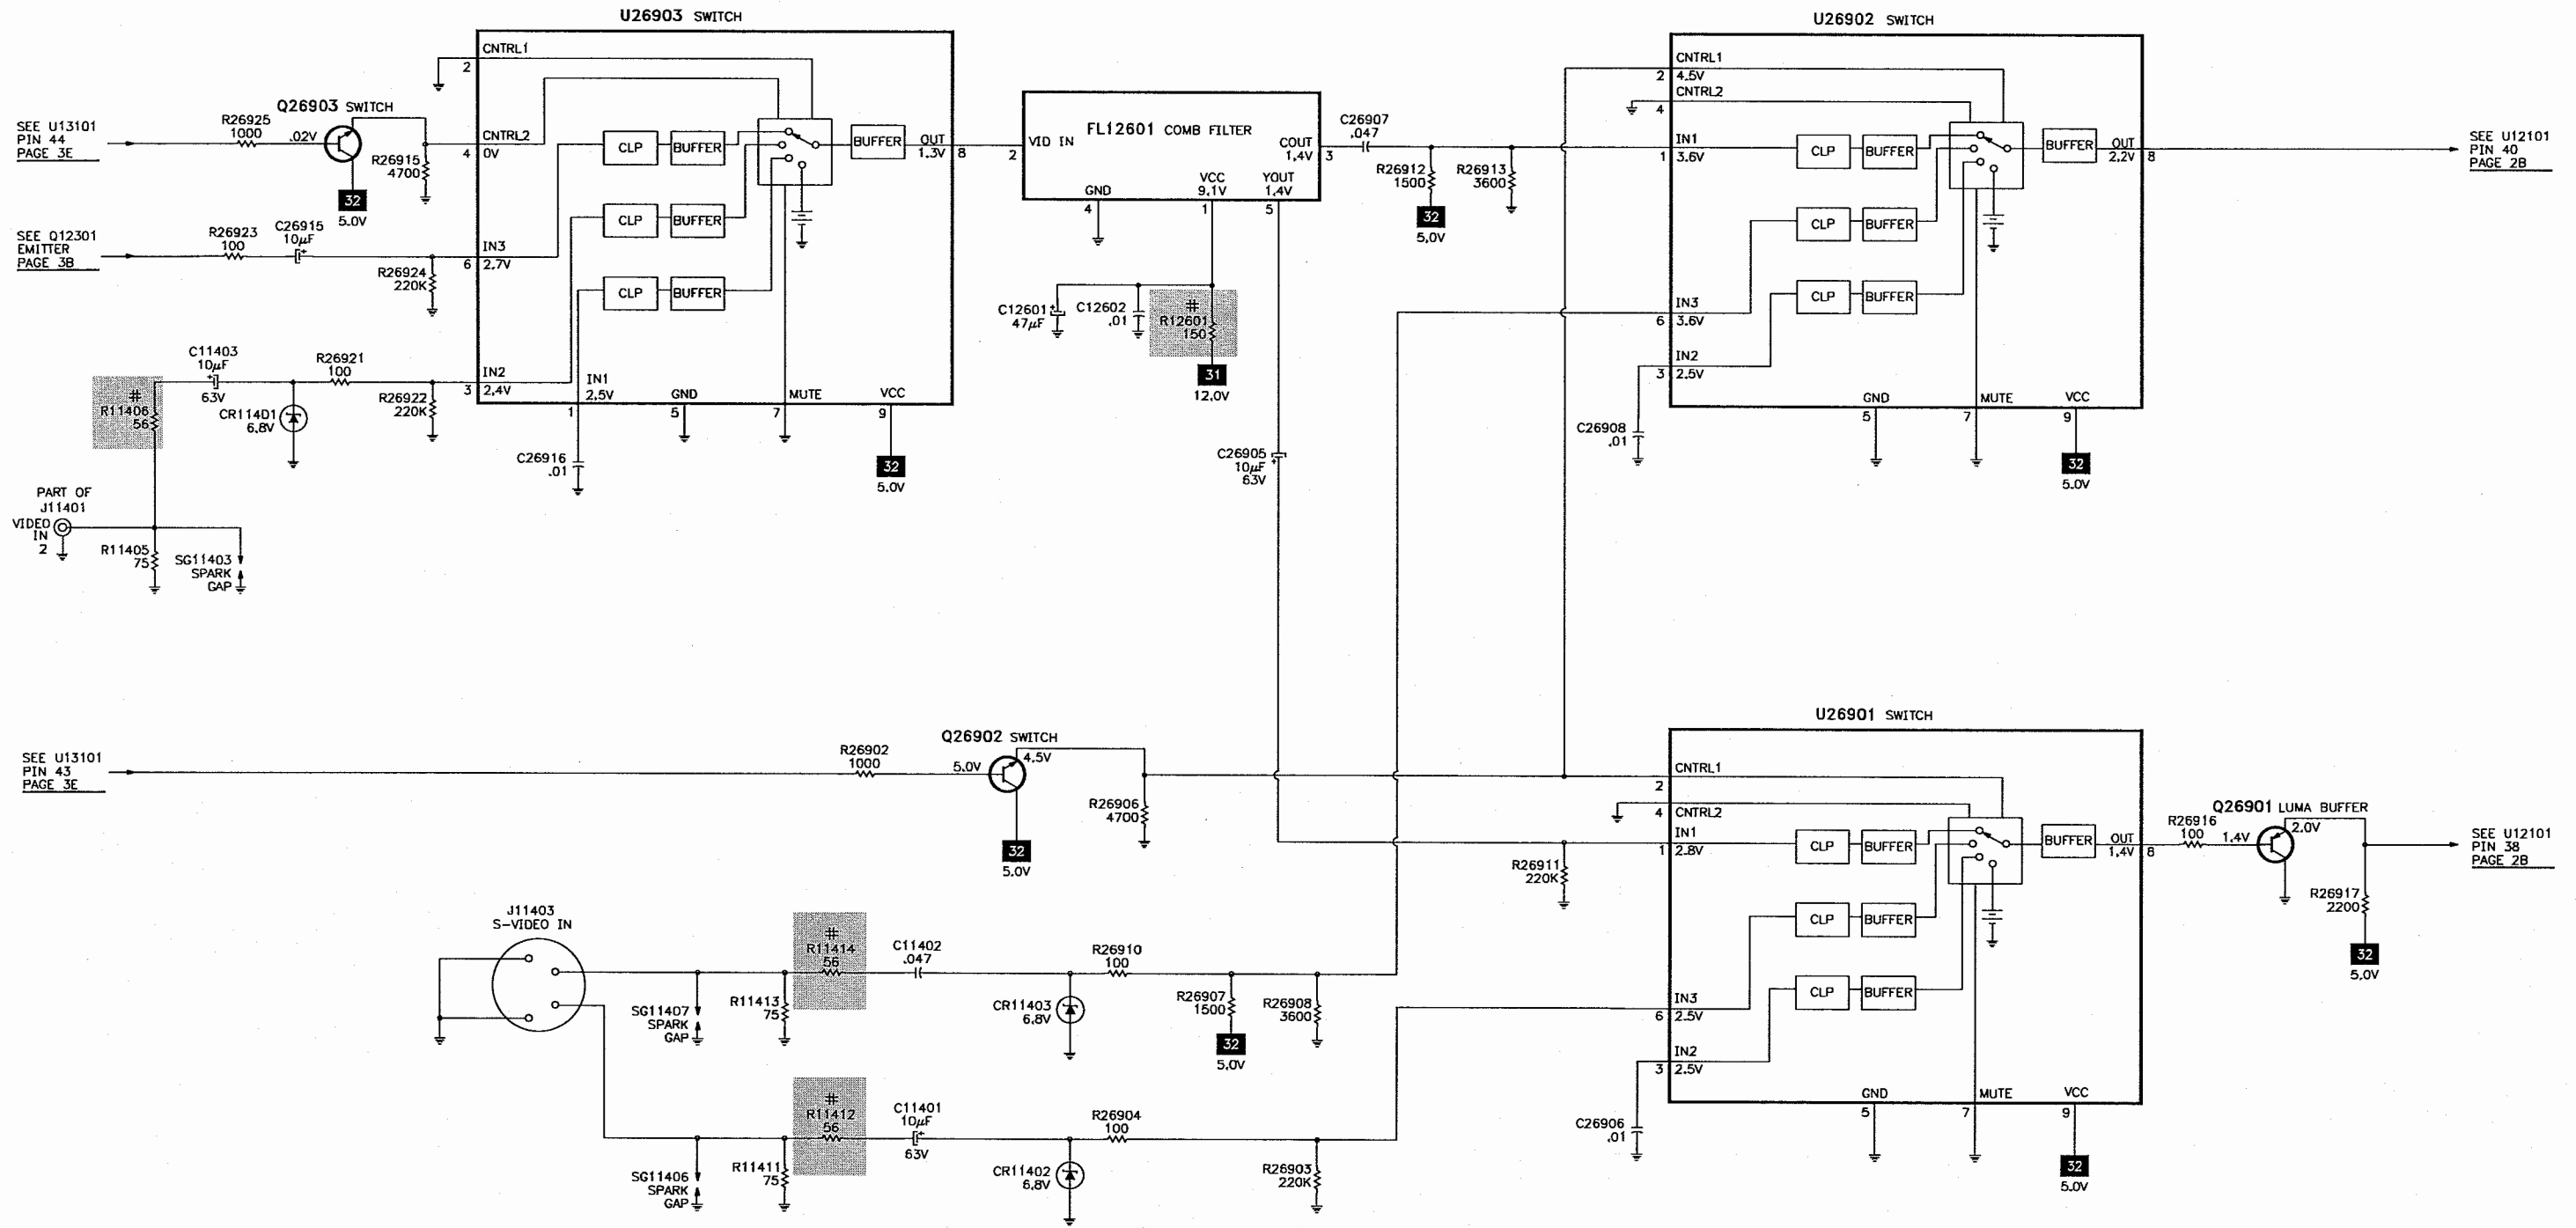 U26903 SWITCH
CNTRL1
2
Q26903 SWITCH
SEE U13101
PIN 44
PAGE 3E
R26925
1000
.02V
R26915
4700
32
5.0V
CNTRL2
4 0V
CLP
BUFFER
BUFFER
OUT
1.3V
8
SEE Q12301
EMITTER
PAGE 3B
R26923
100
C26915
10µF
+
R26924
220K
IN3
6 2.7V
CLP
BUFFER
CLP
BUFFER
#
R11406
56
C11403
10µF
+
63V
CR11401
6.8V
R26921
100
R26922
220K
IN2
3 2.4V
IN1
2.5V
1
GND
5
MUTE
7
VCC
9
C26916
.01
32
5.0V
PART OF
J11401
VIDEO
IN
2
R11405
75
SG11403
SPARK
GAP
FL12601 COMB FILTER
2
VID IN
COUT
1.4V
3
GND
4
VCC
9.1V
1
YOUT
1.4V
5
C12601
47µF
+
C12602
.01
#
R12601
150
31
12.0V
C26907
.047
R26912
1500
32
5.0V
R26913
3600
C26905
10µF
63V
+
U26902 SWITCH
CNTRL1
2 4.5V
CNTRL2
4
IN1
1 3.6V
CLP
BUFFER
BUFFER
OUT
2.2V
8
SEE U12101
PIN 40
PAGE 2B
CLP
BUFFER
IN3
6 3.6V
CLP
BUFFER
IN2
3 2.5V
GND
5
MUTE
7
VCC
9
C26908
.01
32
5.0V
SEE U13101
PIN 43
PAGE 3E
R26902
1000
Q26902 SWITCH
5.0V
4.5V
32
5.0V
R26906
4700
U26901 SWITCH
CNTRL1
2
CNTRL2
4
IN1
1 2.8V
R26911
220K
CLP
BUFFER
BUFFER
OUT
1.4V
8
R26916
100
1.4V
Q26901 LUMA BUFFER
2.0V
SEE U12101
PIN 38
PAGE 2B
R26917
2200
32
5.0V
CLP
BUFFER
CLP
BUFFER
IN3
6 2.5V
IN2
3 2.5V
GND
5
MUTE
7
VCC
9
C26906
.01
32
5.0V
J11403
S-VIDEO IN
SG11407
SPARK
GAP
R11413
75
#
R11414
56
C11402
.047
CR11403
6.8V
R26910
100
R26907
1500
32
5.0V
R26908
3600
SG11406
SPARK
GAP
R11411
75
#
R11412
56
C11401
10µF
+
63V
CR11402
6.8V
R26904
100
R26903
220K